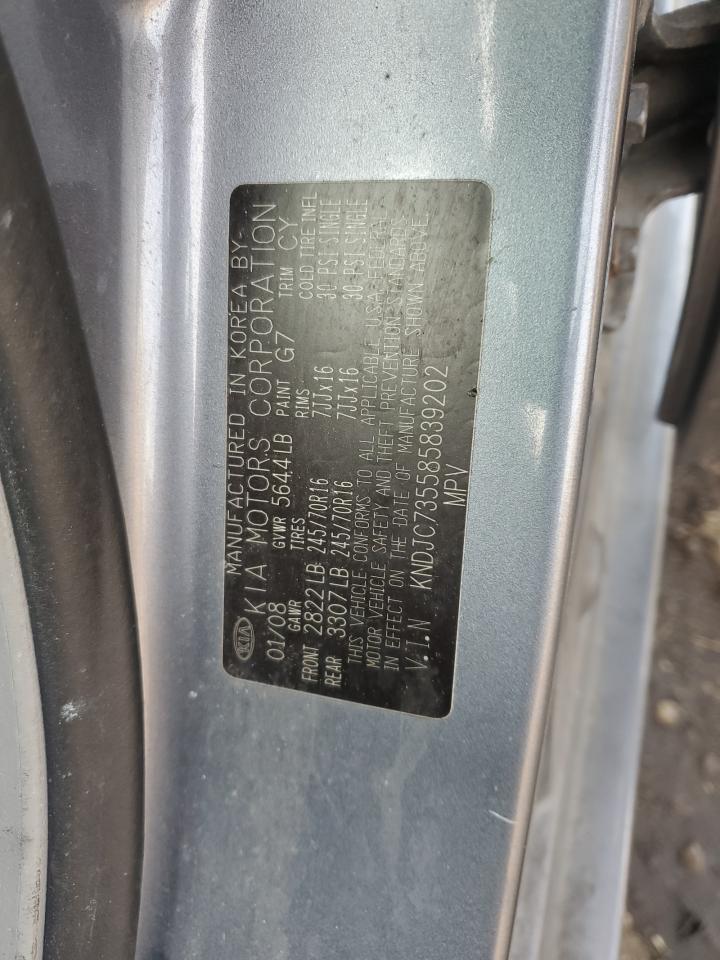 KIA
MANUFACTURED IN KOREA BY-
KIA MOTORS CORPORATION
01/08 GVWR 5644LB PAINT G7 TRIM CY
GAWR TIRES RIMS COLD TIRE INFL
FRONT 2822LB 245/70R16 7JJx16 30 PSI SINGLE
REAR 3307LB 245/70R16 7JJx16 30 PSI SINGLE
THIS VEHICLE CONFORMS TO ALL APPLICABLE U.S.A. FEDERAL
MOTOR VEHICLE SAFETY AND THEFT PREVENTION STANDARDS
IN EFFECT ON THE DATE OF MANUFACTURE SHOWN ABOVE.
V.I.N KNDJC735585839202
MPV